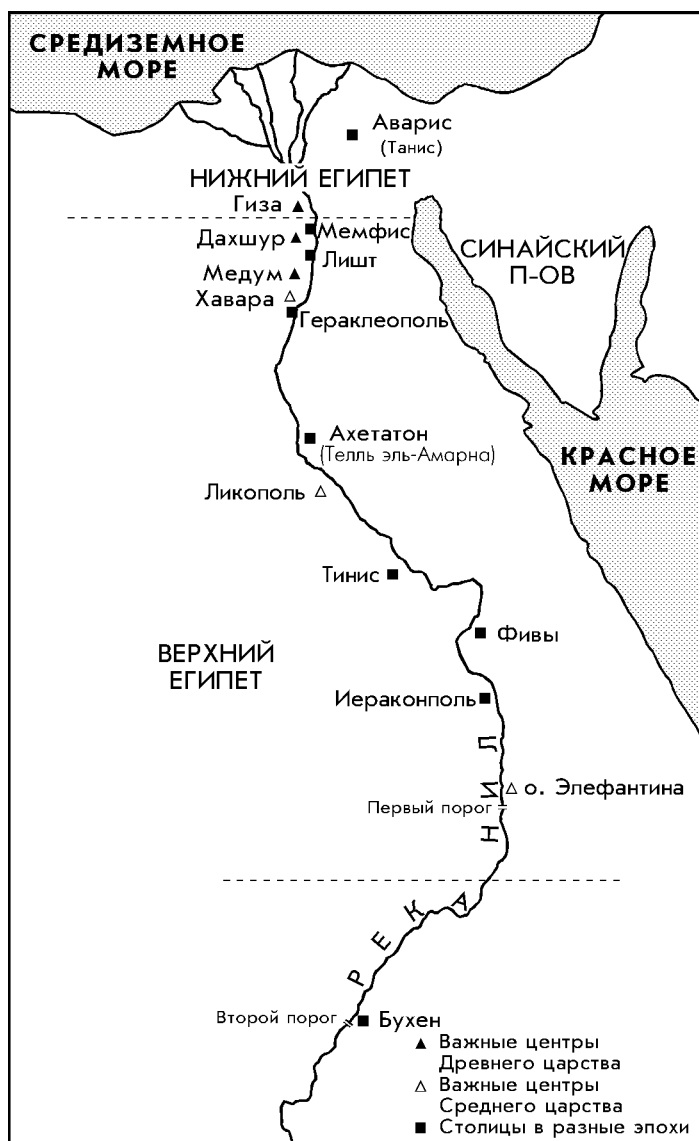 СРЕДИЗЕМНОЕ
МОРЕ
Аварис
(Танис)
НИЖНИЙ ЕГИПЕТ
Гиза
Мемфис
Дахшур
Лишт
СИНАЙСКИЙ
П-ОВ
Медум
Хавара
Гераклеополь
Ахетатон
(Телль эль-Амарна)
КРАСНОЕ
МОРЕ
Ликополь
Тинис
Фивы
ВЕРХНИЙ
ЕГИПЕТ
Иераконполь
о. Элефантина
Первый порог
РЕКА НИЛ
Второй порог
Бухен
Важные центры
Древнего царства
Важные центры
Среднего царства
Столицы в разные эпохи